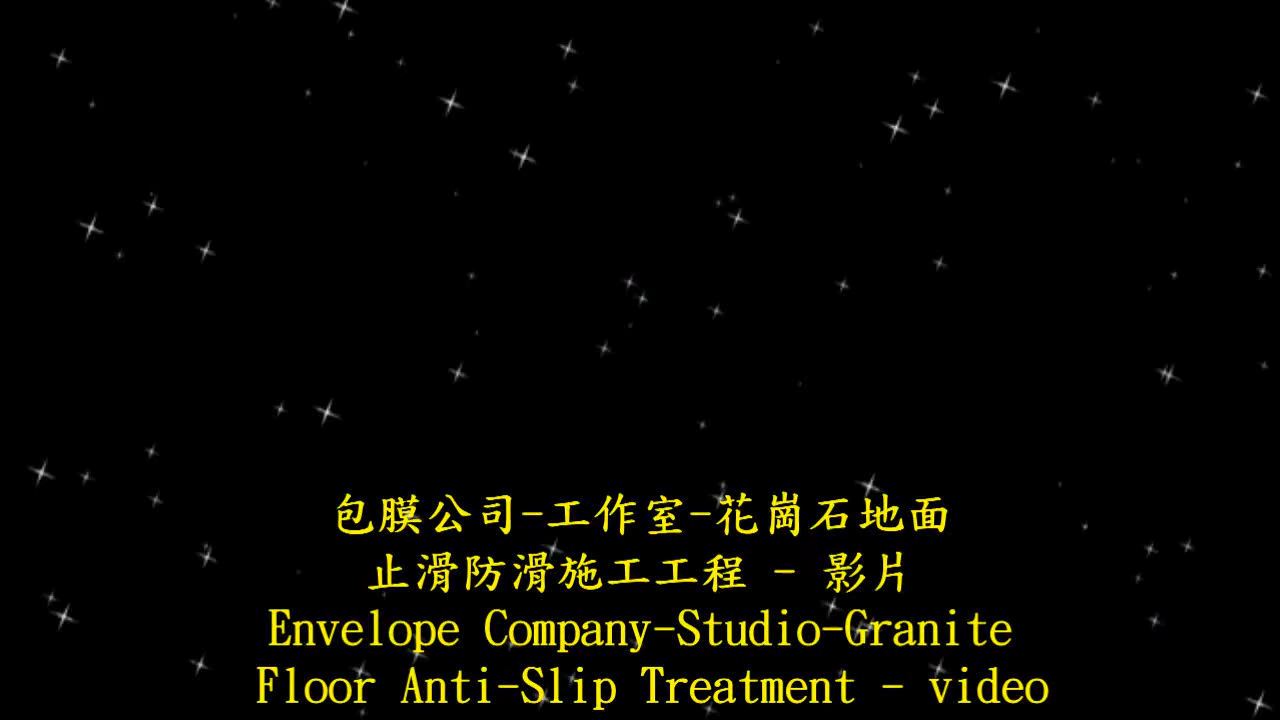 包膜公司-工作室-花崗石地面
止滑防滑施工工程 - 影片
Envelope Company-Studio-Granite
Floor Anti-Slip Treatment - video